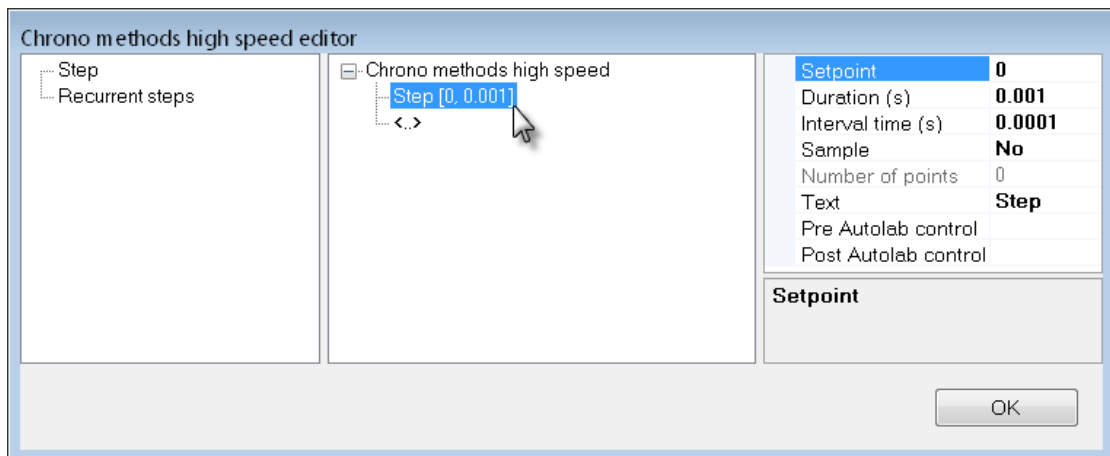 Chrono methods high speed editor
Step
Recurrent steps
Chrono methods high speed
Step [0, 0.001]
<..>
Setpoint 0
Duration (s) 0.001
Interval time (s) 0.0001
Sample No
Number of points 0
Text Step
Pre Autolab control
Post Autolab control
Setpoint
OK